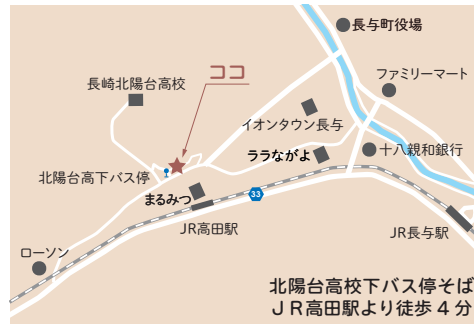 長与町役場
ココ
長崎北陽台高校
ファミリーマート
イオンタウン長与
ララながよ
十八親和銀行
北陽台高下バス停
まるみつ
33
JR高田駅
JR長与駅
ローソン
北陽台高校下バス停そば
JR高田駅より徒歩4分